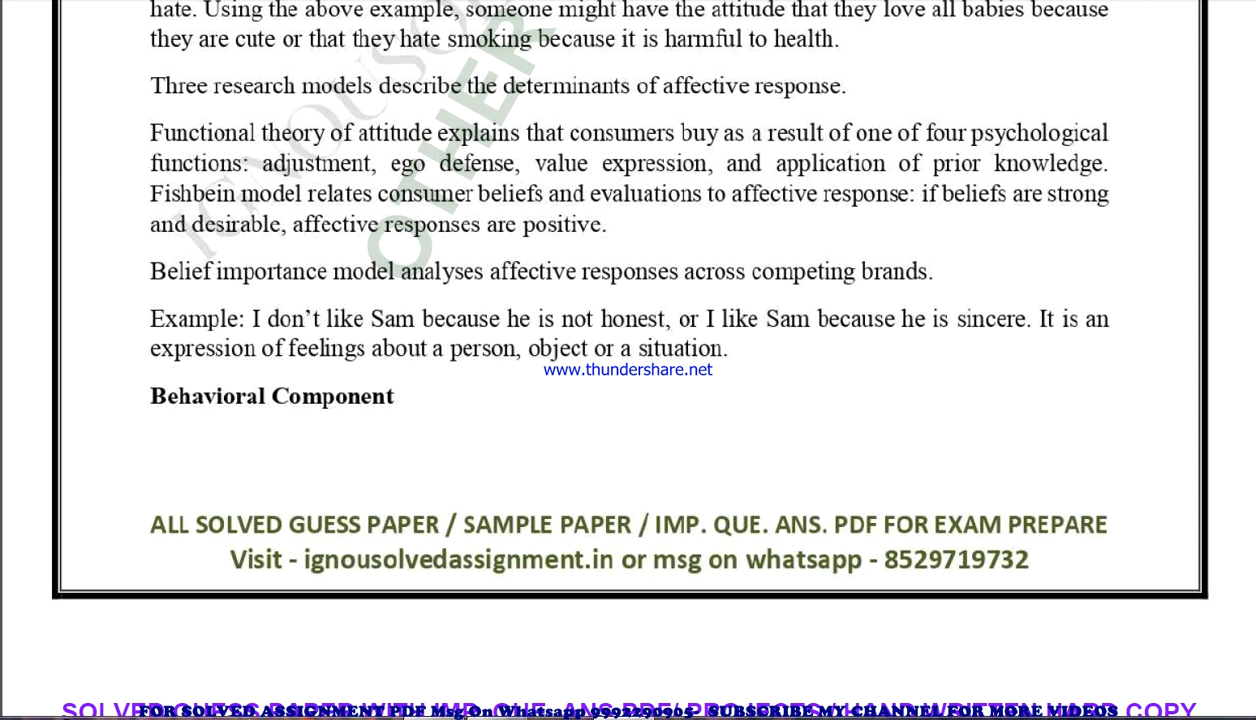 hate. Using the above example, someone might have the attitude that they love all babies because
they are cute or that they hate smoking because it is harmful to health.
Three research models describe the determinants of affective response.
Functional theory of attitude explains that consumers buy as a result of one of four psychological
functions: adjustment, ego defense, value expression, and application of prior knowledge.
Fishbein model relates consumer beliefs and evaluations to affective response: if beliefs are strong
and desirable, affective responses are positive.
Belief importance model analyses affective responses across competing brands.
Example: I don’t like Sam because he is not honest, or I like Sam because he is sincere. It is an
expression of feelings about a person, object or a situation.
www.thundershare.net
Behavioral Component
IGNOUSO
OTHER
ALL SOLVED GUESS PAPER / SAMPLE PAPER / IMP. QUE. ANS. PDF FOR EXAM PREPARE
Visit - ignousolvedassignment.in or msg on whatsapp - 8529719732
FOR SOLVED ASSIGNMENT PDF Msg On Whatsapp 9992290905- SUBSCRIBE MY CHANNEL FOR MORE VIDEOS
SOLVED COPY